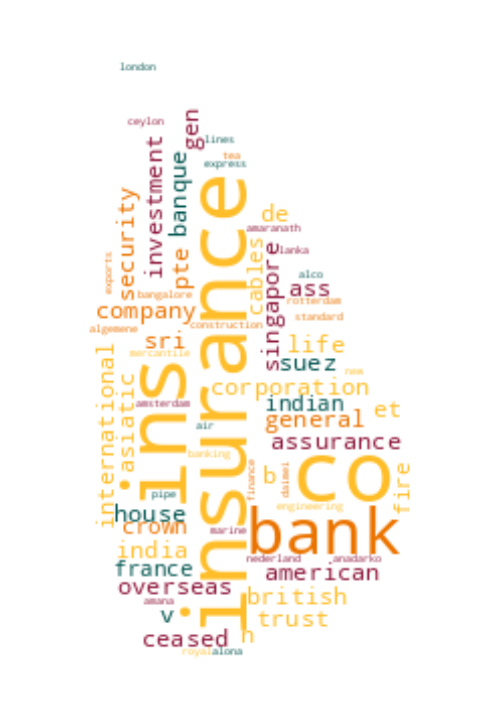 london
ceylon
gen
lines
investment
banque
tea
express
insurance
security
de
amaranath
cables
lanka
singapore
exports
pte
alco
ass
bangalore
rotterdam
company
construction
standard
algemene
sri
life
mercantile
suez
ins
international
asiatic
corporation
new
amsterdam
indian
et
general
air
assurance
banking
co
b
finance
daimei
fire
pipe
house
engineering
crown
marine
bank
india
nederland
anadarko
france
american
overseas
amana
british
v
trust
ceased
h
royal
alona